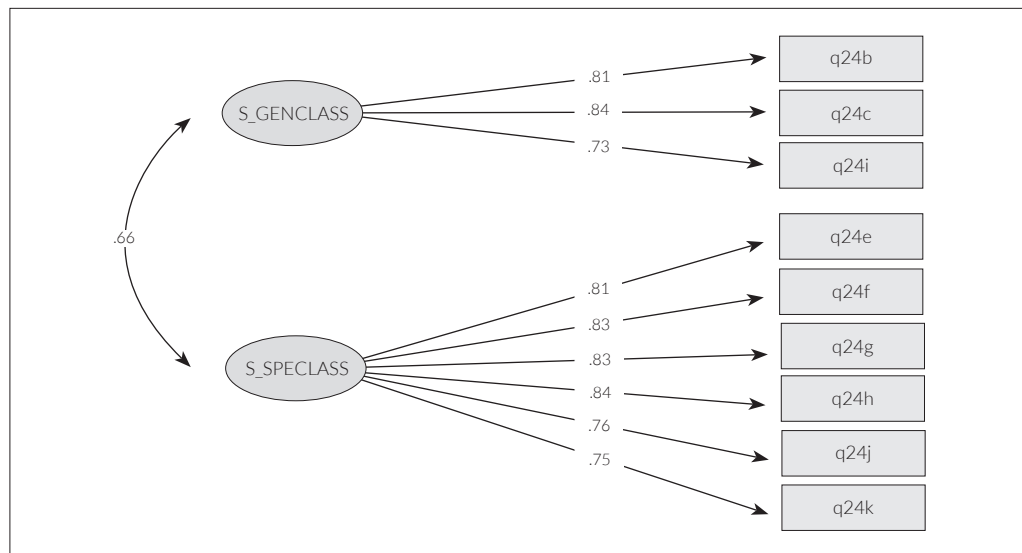 q24b
.81
S_GENCLASS
.84
q24c
.73
q24i
.66
q24e
.81
q24f
.83
S_SPECLASS
.83
q24g
.84
q24h
.76
q24j
.75
q24k